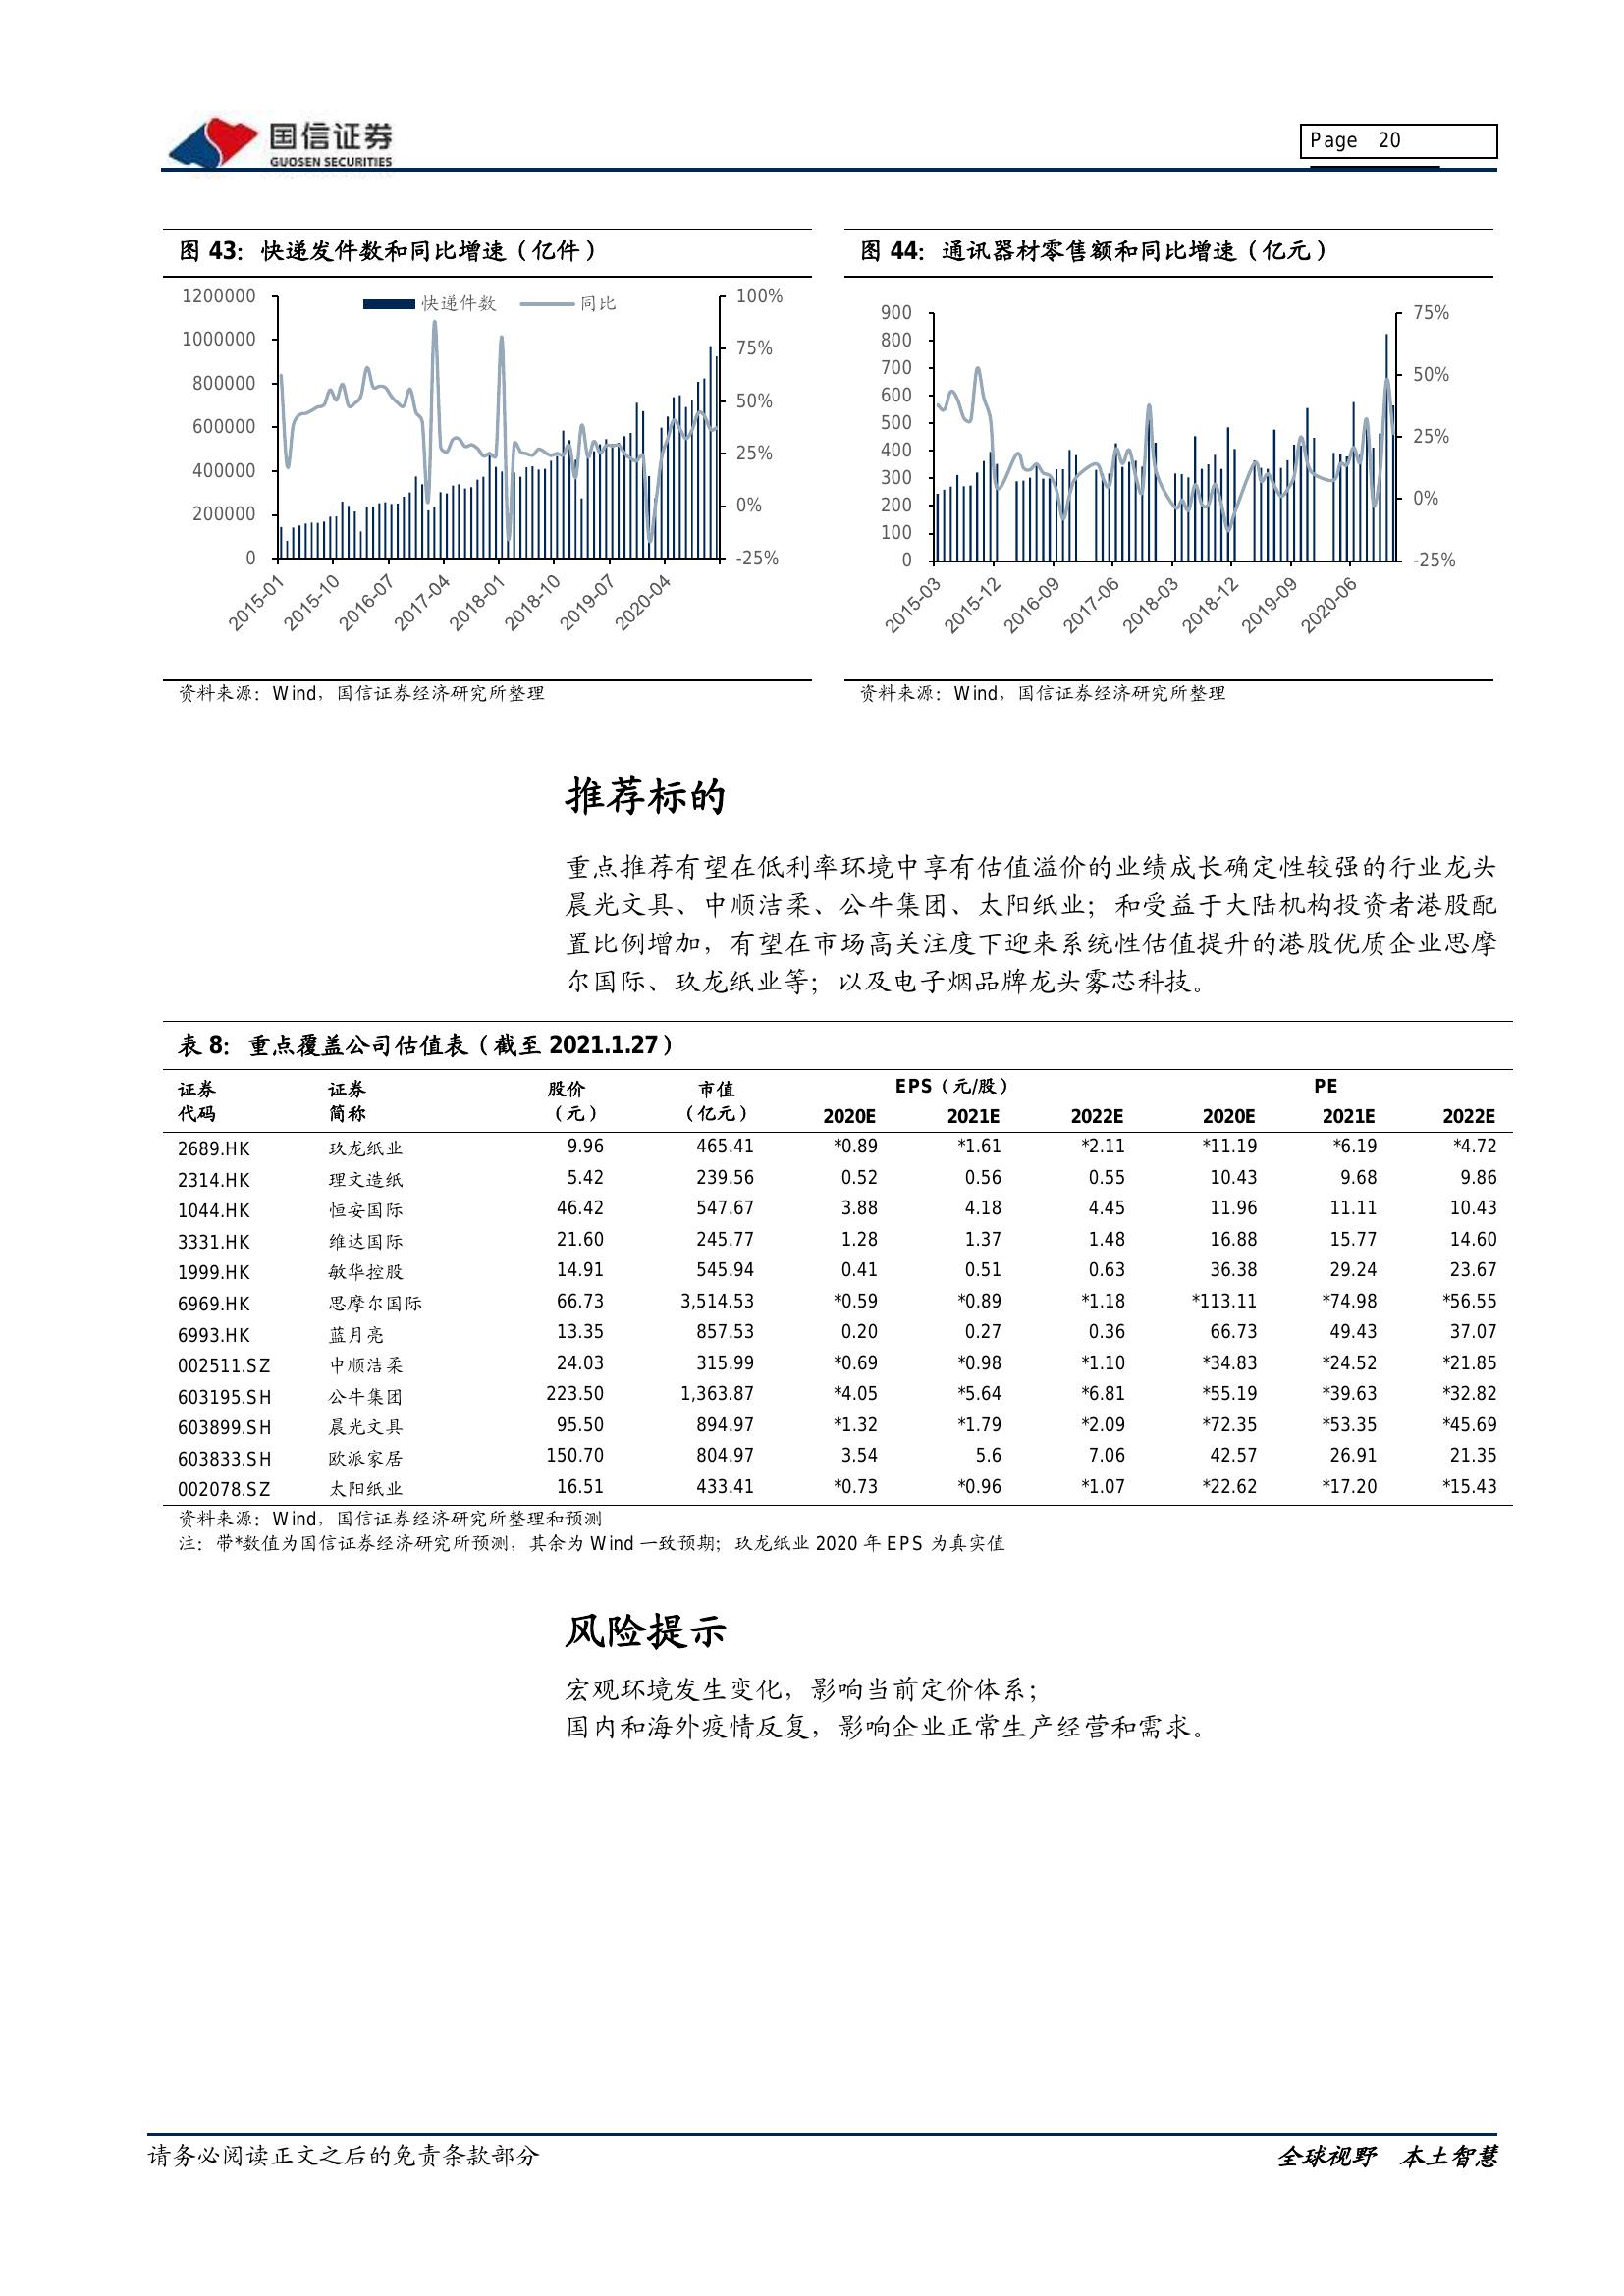 国信证券
GUOSEN SECURITIES
Page 20
图 43：快递发件数和同比增速（亿件）
1200000
1000000
800000
600000
400000
200000
0
快递件数
同比
100%
75%
50%
25%
0%
-25%
2015-01
2015-10
2016-07
2017-04
2018-01
2018-10
2019-07
2020-04
资料来源：Wind，国信证券经济研究所整理
图 44：通讯器材零售额和同比增速（亿元）
900
800
700
600
500
400
300
200
100
0
75%
50%
25%
0%
-25%
2015-03
2015-12
2016-09
2017-06
2018-03
2018-12
2019-09
2020-06
资料来源：Wind，国信证券经济研究所整理
推荐标的
重点推荐有望在低利率环境中享有估值溢价的业绩成长确定性较强的行业龙头
晨光文具、中顺洁柔、公牛集团、太阳纸业；和受益于大陆机构投资者港股配
置比例增加，有望在市场高关注度下迎来系统性估值提升的港股优质企业思摩
尔国际、玖龙纸业等；以及电子烟品牌龙头雾芯科技。
表 8：重点覆盖公司估值表（截至 2021.1.27）
证券 证券 股价 市值 EPS（元/股） PE
代码 简称 （元） （亿元） 2020E 2021E 2022E 2020E 2021E 2022E
2689.HK 玖龙纸业 9.96 465.41 *0.89 *1.61 *2.11 *11.19 *6.19 *4.72
2314.HK 理文造纸 5.42 239.56 0.52 0.56 0.55 10.43 9.68 9.86
1044.HK 恒安国际 46.42 547.67 3.88 4.18 4.45 11.96 11.11 10.43
3331.HK 维达国际 21.60 245.77 1.28 1.37 1.48 16.88 15.77 14.60
1999.HK 敏华控股 14.91 545.94 0.41 0.51 0.63 36.38 29.24 23.67
6969.HK 思摩尔国际 66.73 3,514.53 *0.59 *0.89 *1.18 *113.11 *74.98 *56.55
6993.HK 蓝月亮 13.35 857.53 0.20 0.27 0.36 66.73 49.43 37.07
002511.SZ 中顺洁柔 24.03 315.99 *0.69 *0.98 *1.10 *34.83 *24.52 *21.85
603195.SH 公牛集团 223.50 1,363.87 *4.05 *5.64 *6.81 *55.19 *39.63 *32.82
603899.SH 晨光文具 95.50 894.97 *1.32 *1.79 *2.09 *72.35 *53.35 *45.69
603833.SH 欧派家居 150.70 804.97 3.54 5.6 7.06 42.57 26.91 21.35
002078.SZ 太阳纸业 16.51 433.41 *0.73 *0.96 *1.07 *22.62 *17.20 *15.43
资料来源：Wind，国信证券经济研究所整理和预测
注：带*数值为国信证券经济研究所预测，其余为 Wind 一致预期；玖龙纸业 2020 年 EPS 为真实值
风险提示
宏观环境发生变化，影响当前定价体系；
国内和海外疫情反复，影响企业正常生产经营和需求。
请务必阅读正文之后的免责条款部分
全球视野 本土智慧